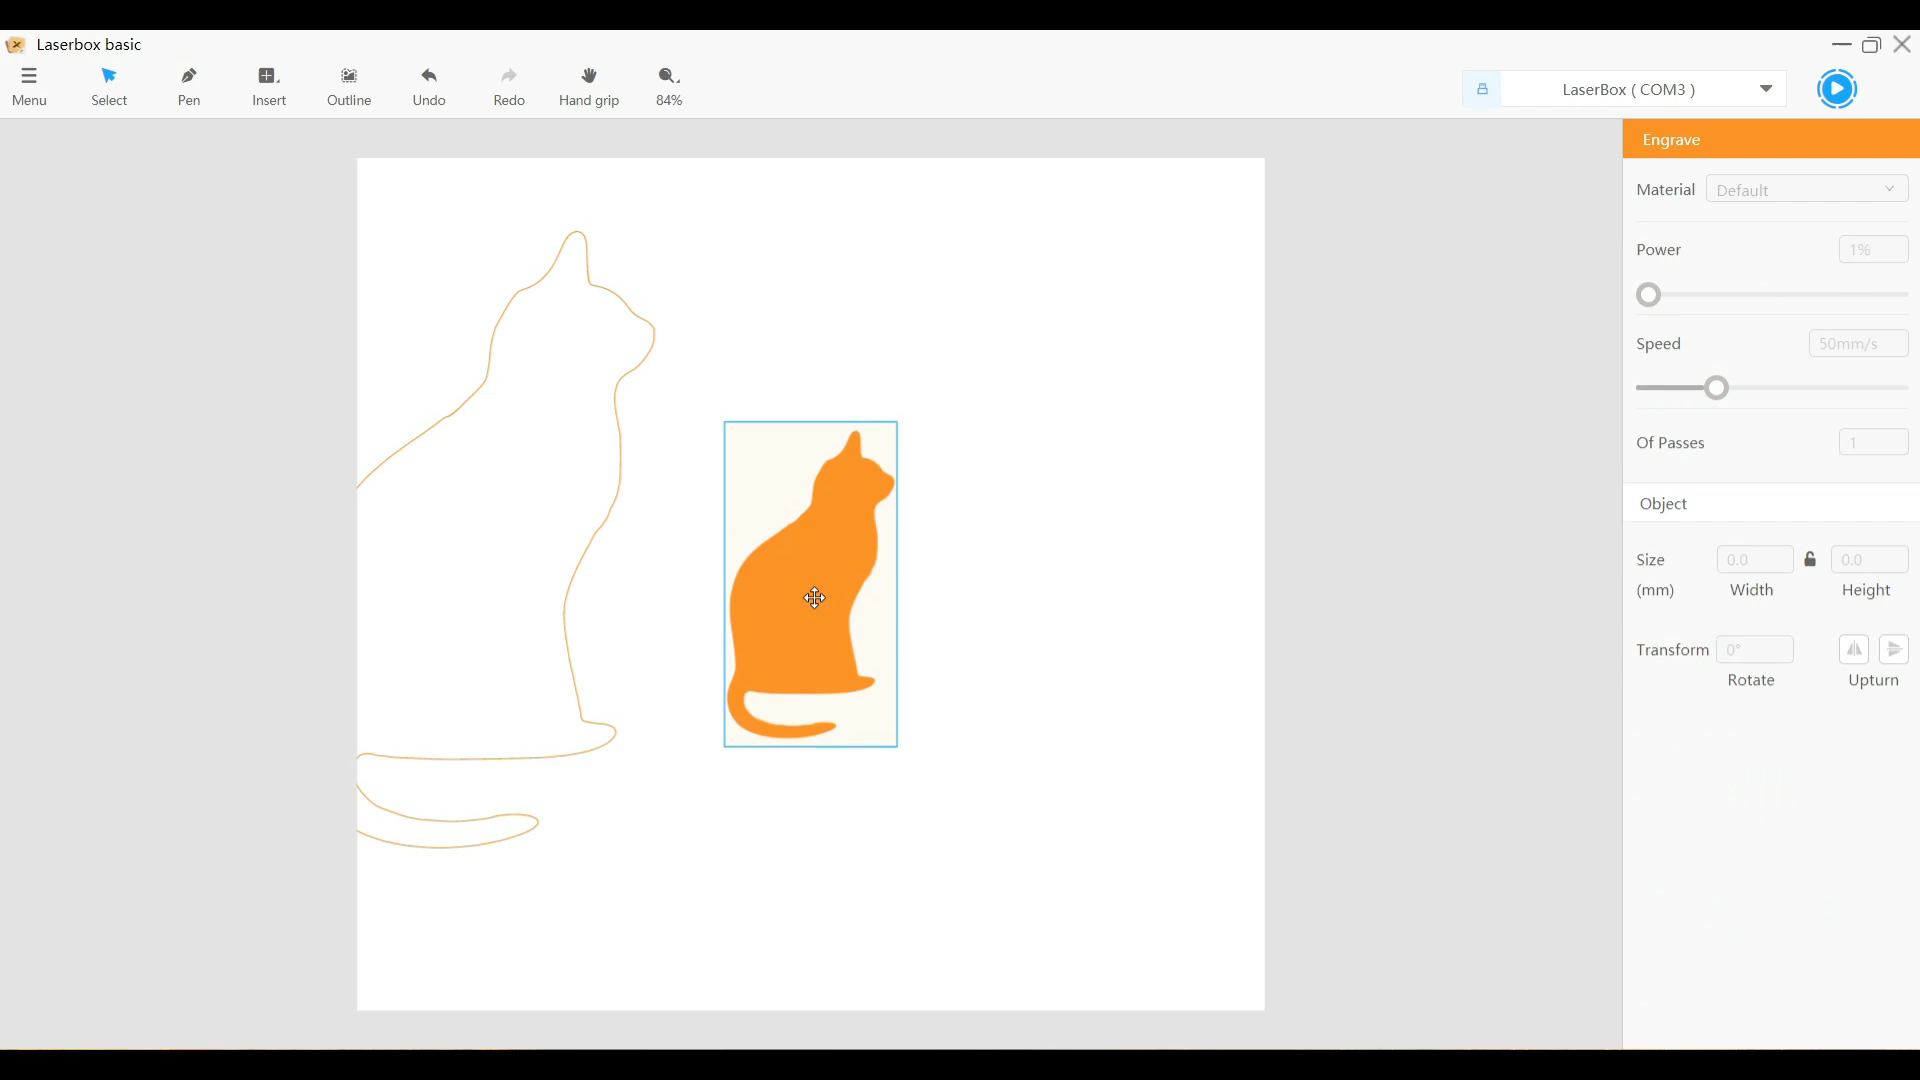 Laserbox basic
Menu
Select
Pen
Insert
Outline
Undo
Redo
Hand grip
84%
LaserBox ( COM3 )
Engrave
Material Default
Power 1%
Speed 50mm/s
Of Passes 1
Object
Size 0.0 0.0
(mm) Width Height
Transform 0°
Rotate Upturn